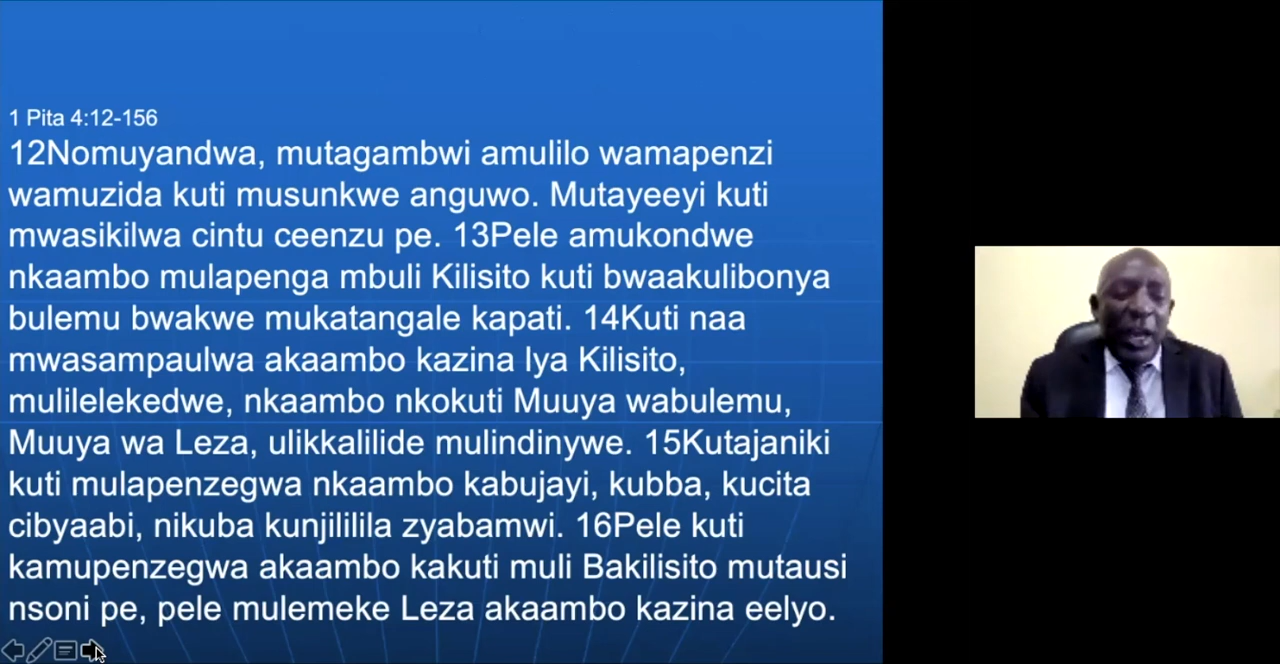 1 Pita 4:12-156
12Nomuyandwa, mutagambwi amulilo wamapenzi
wamuzida kuti musunkwe anguwo. Mutayeeyi kuti
mwasikilwa cintu ceenzu pe. 13Pele amukondwe
nkaambo mulapenga mbuli Kilisito kuti bwaakulibonya
bulemu bwakwe mukatangale kapati. 14Kuti naa
mwasampaulwa akaambo kazina lya Kilisito,
mulilelekedwe, nkaambo nkokuti Muuya wabulemu,
Muuya wa Leza, ulikkalilide mulindinywe. 15Kutajaniki
kuti mulapenzegwa nkaambo kabujayi, kubba, kucita
cibyaabi, nikuba kunjililila zyabamwi. 16Pele kuti
kamupenzegwa akaambo kakuti muli Bakilisito mutausi
nsoni pe, pele mulemeke Leza akaambo kazina eelyo.